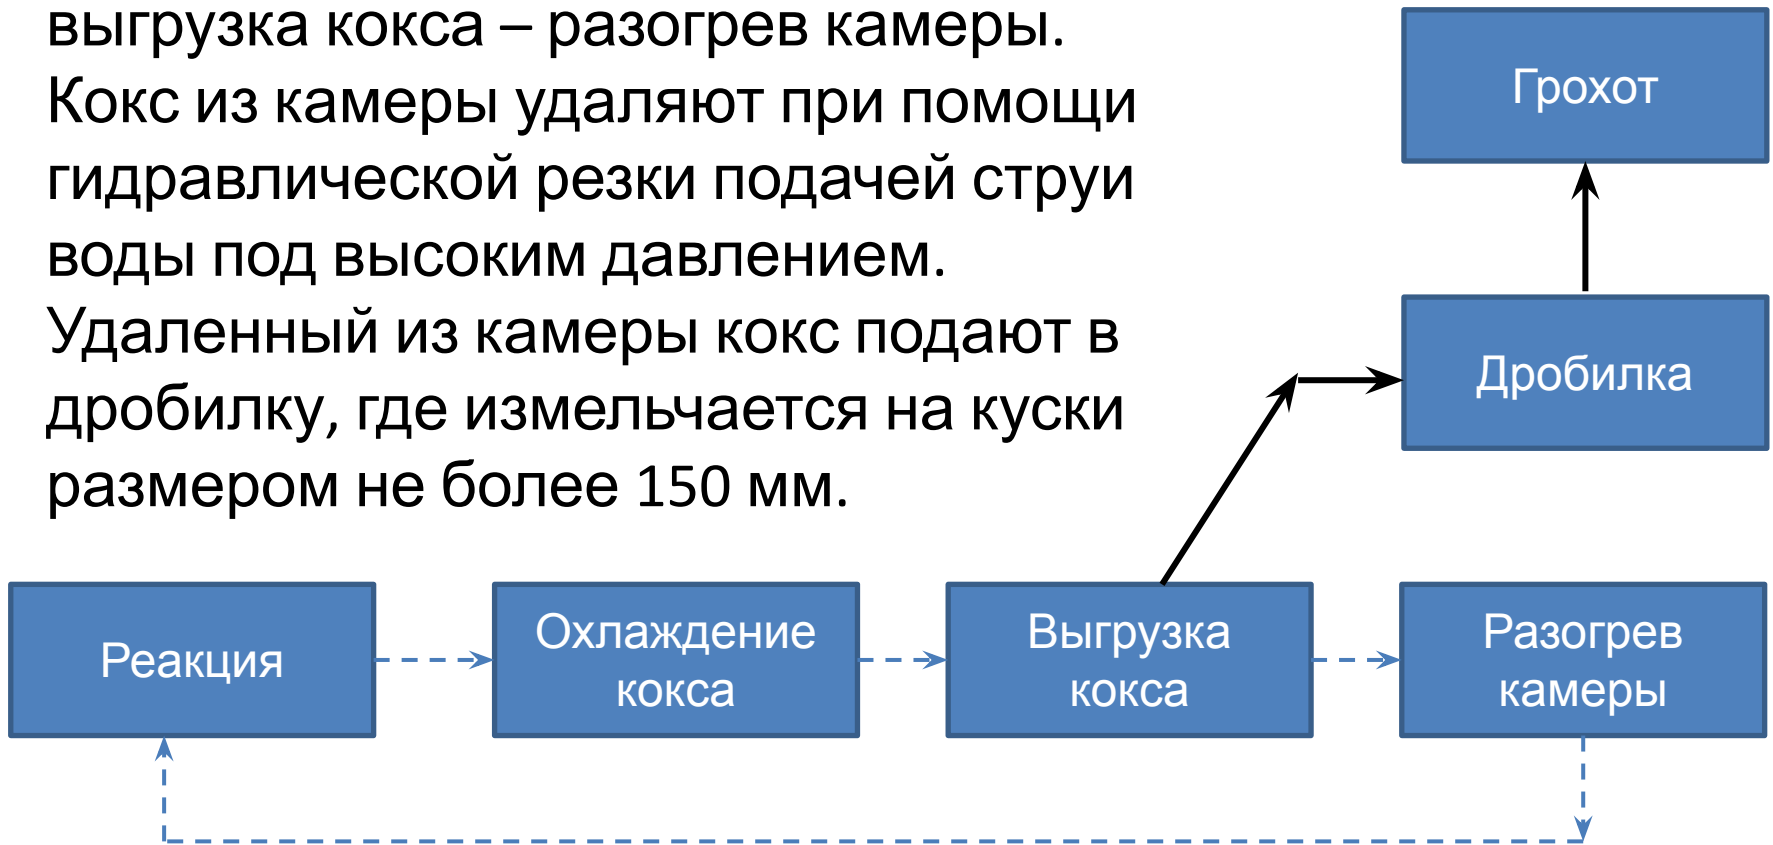 выгрузка кокса – разогрев камеры.
Кокс из камеры удаляют при помощи
гидравлической резки подачей струи
воды под высоким давлением.
Удаленный из камеры кокс подают в
дробилку, где измельчается на куски
размером не более 150 мм.
Грохот
Дробилка
Реакция
Охлаждение
кокса
Выгрузка
кокса
Разогрев
камеры